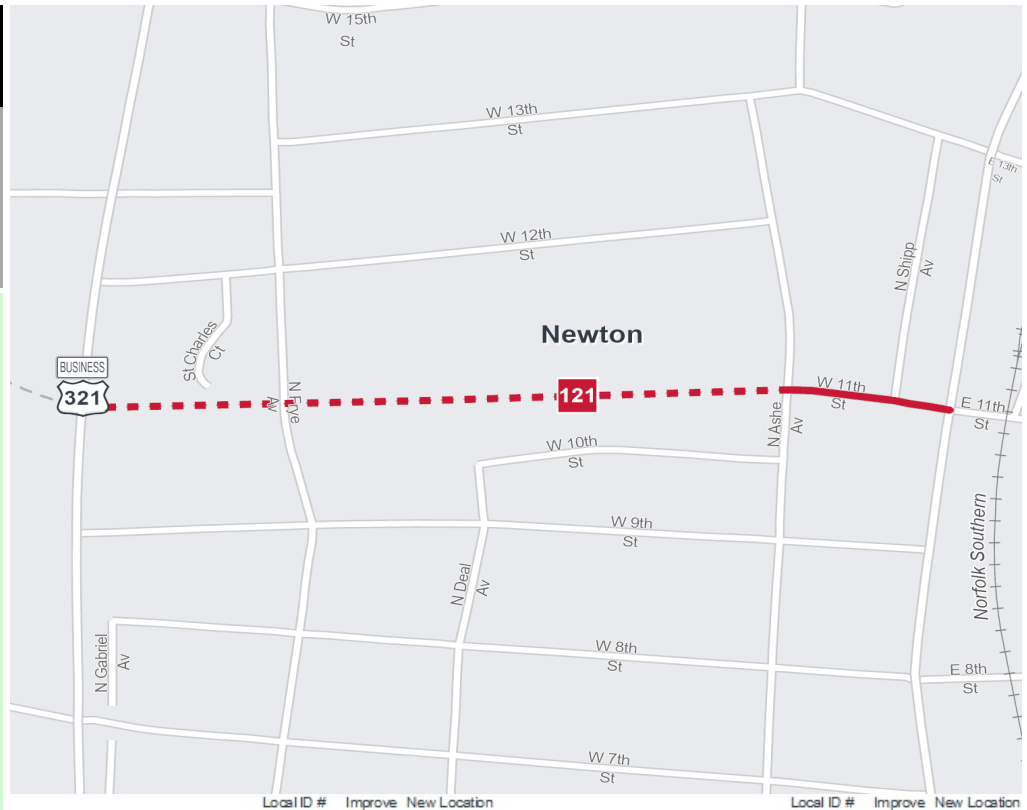 W 15th
St
W 13th
St
E 13th
St
W 12th
St
N Shipp
Av
St Charles
Ct
Newton
BUSINESS
321
N Frye
Av
121
W 11th
St
E 11th
St
N Ashe
Av
W 10th
St
W 9th
St
Norfolk Southern
N Deal
Av
N Gabriel
Av
W 8th
St
E 8th
St
W 7th
St
Local ID # Improve New Location
Local ID # Improve New Location